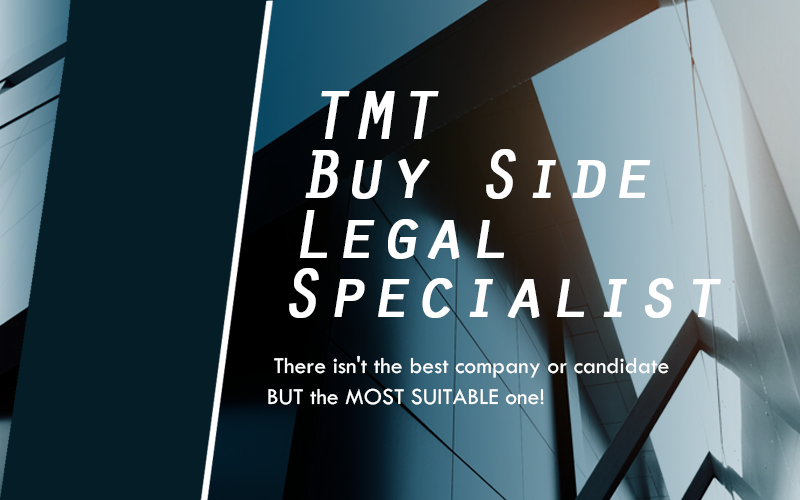 TMT
BUY SIDE
LEGAL
SPECIALIST
There isn't the best company or candidate
BUT the MOST SUITABLE one!